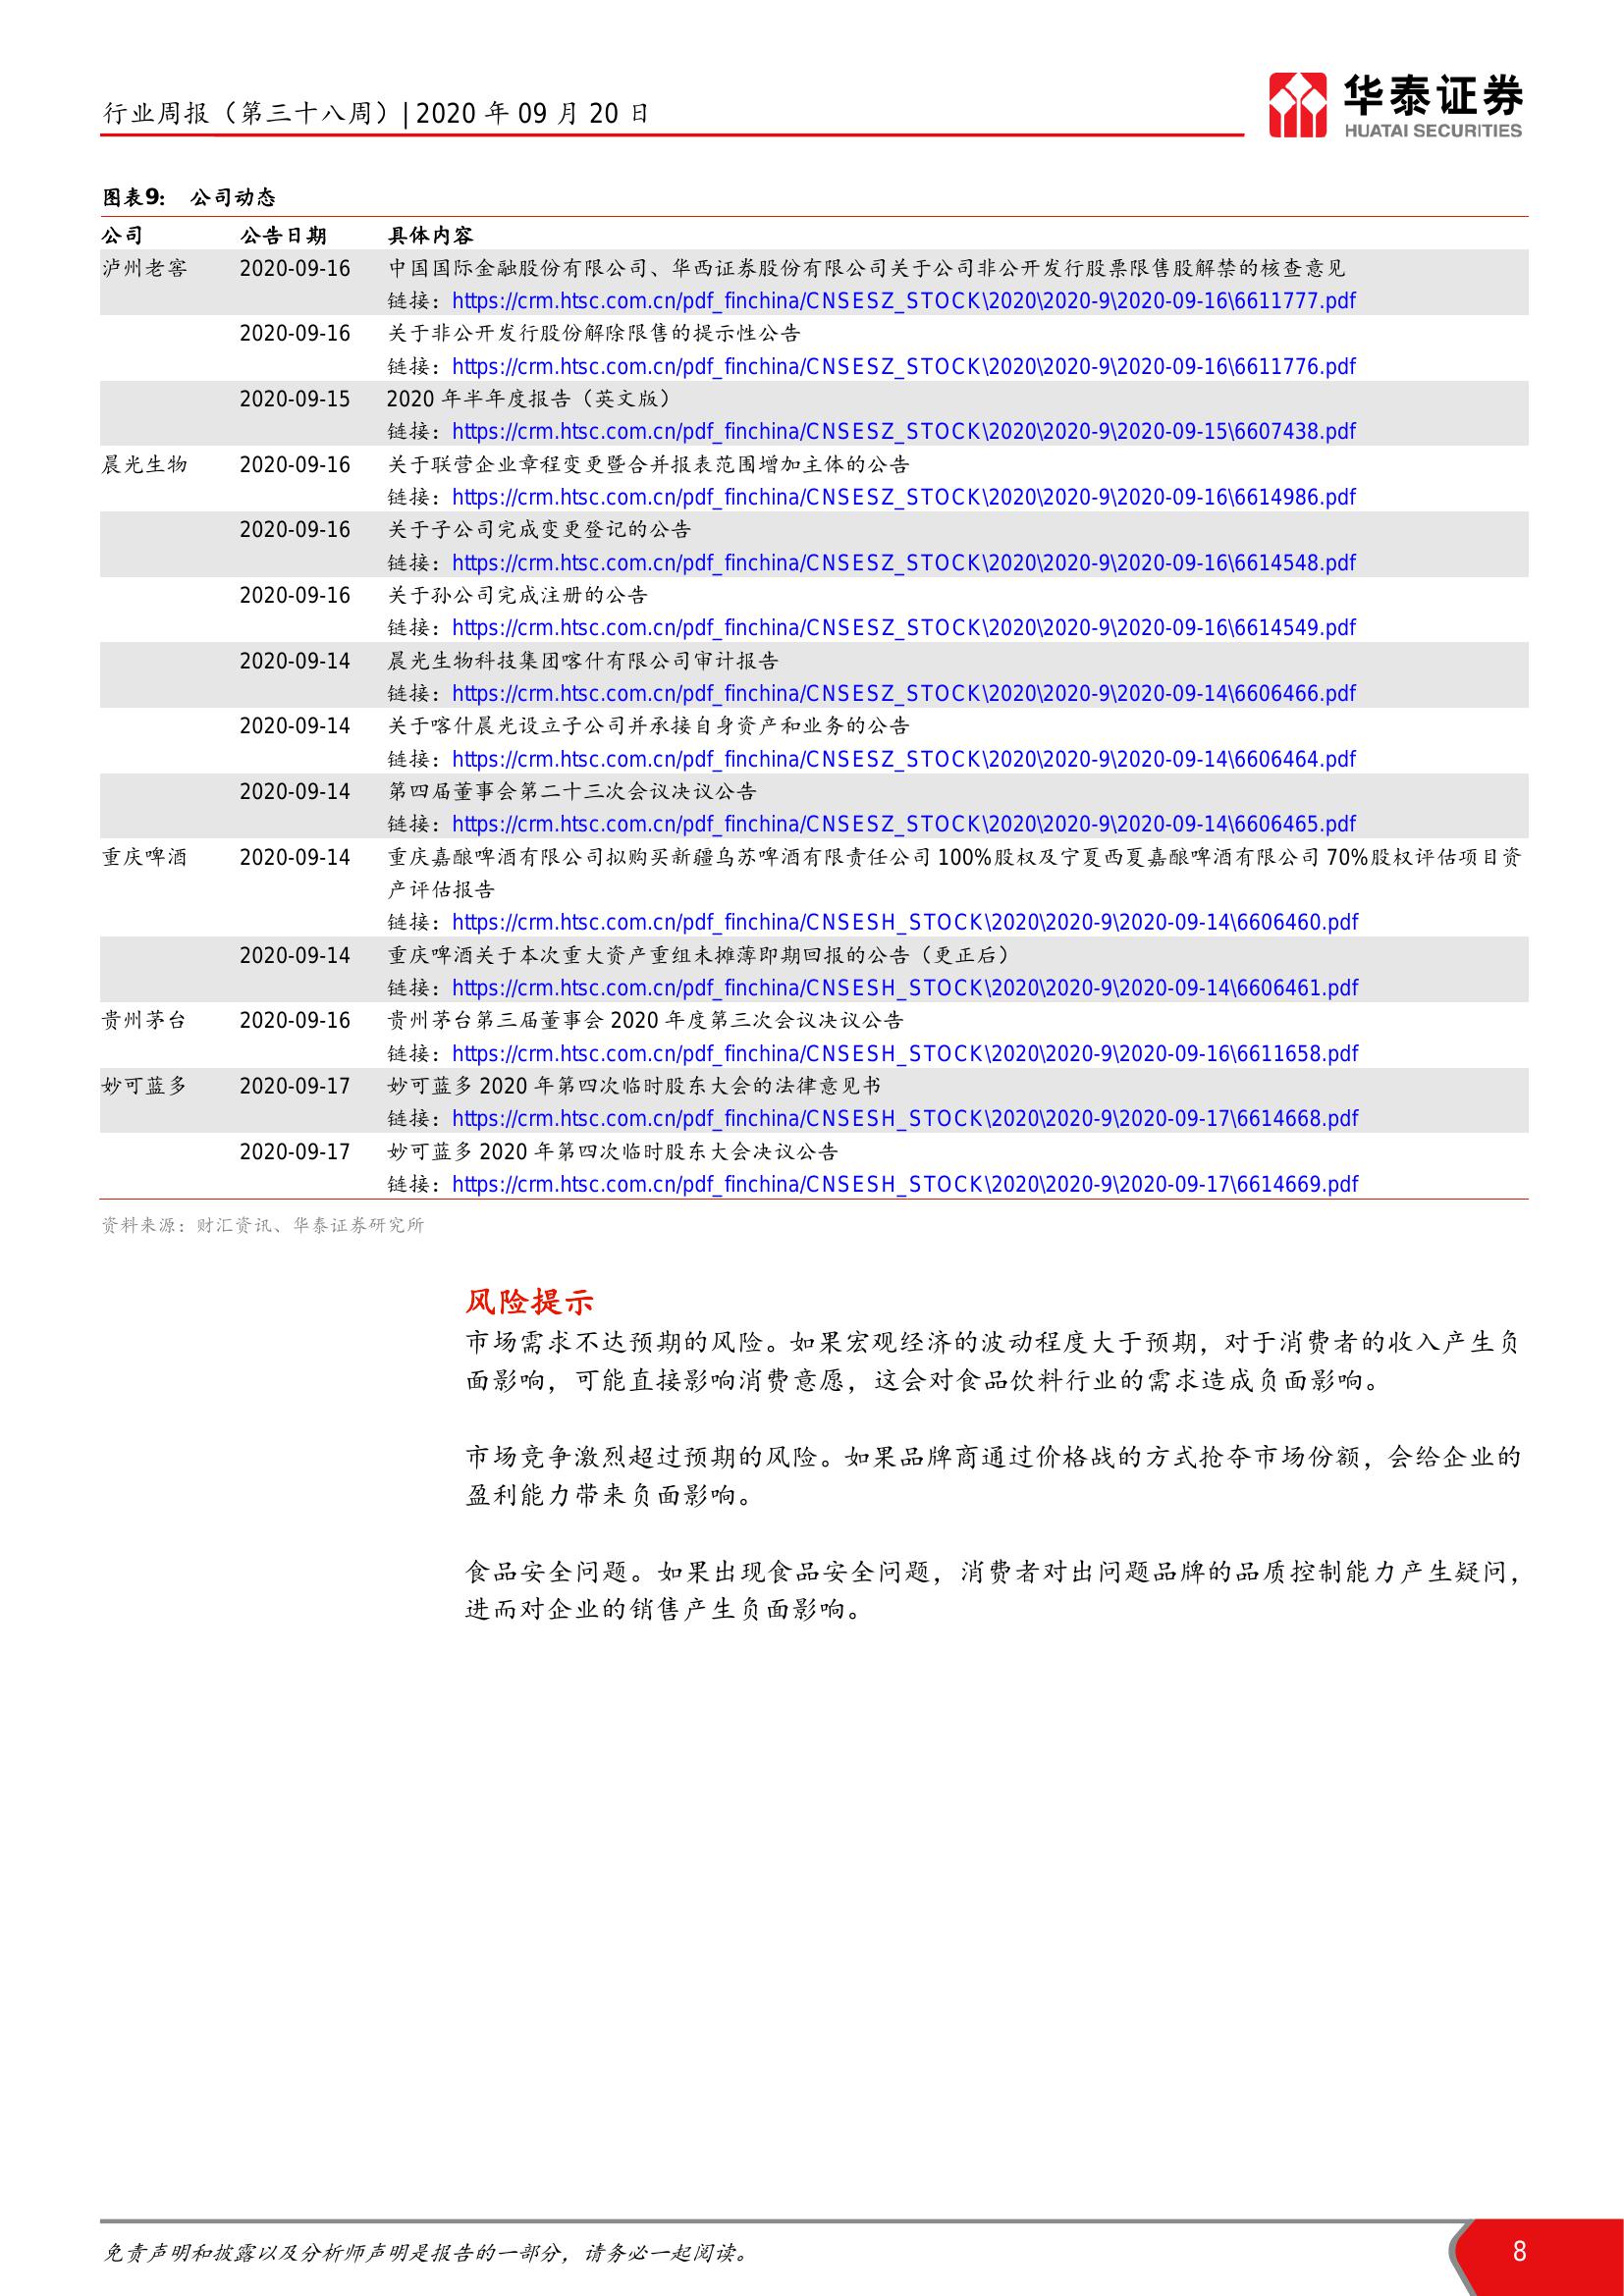 行业周报（第三十八周）| 2020 年 09 月 20 日
华泰证券
HUATAI SECURITIES
图表9： 公司动态
公司 公告日期 具体内容
泸州老窖 2020-09-16 中国国际金融股份有限公司、华西证券股份有限公司关于公司非公开发行股票限售股解禁的核查意见
链接：https://crm.htsc.com.cn/pdf_finchina/CNSESZ_STOCK\2020\2020-9\2020-09-16\6611777.pdf
2020-09-16 关于非公开发行股份解除限售的提示性公告
链接：https://crm.htsc.com.cn/pdf_finchina/CNSESZ_STOCK\2020\2020-9\2020-09-16\6611776.pdf
2020-09-15 2020 年半年度报告（英文版）
链接：https://crm.htsc.com.cn/pdf_finchina/CNSESZ_STOCK\2020\2020-9\2020-09-15\6607438.pdf
晨光生物 2020-09-16 关于联营企业章程变更暨合并报表范围增加主体的公告
链接：https://crm.htsc.com.cn/pdf_finchina/CNSESZ_STOCK\2020\2020-9\2020-09-16\6614986.pdf
2020-09-16 关于子公司完成变更登记的公告
链接：https://crm.htsc.com.cn/pdf_finchina/CNSESZ_STOCK\2020\2020-9\2020-09-16\6614548.pdf
2020-09-16 关于孙公司完成注册的公告
链接：https://crm.htsc.com.cn/pdf_finchina/CNSESZ_STOCK\2020\2020-9\2020-09-16\6614549.pdf
2020-09-14 晨光生物科技集团喀什有限公司审计报告
链接：https://crm.htsc.com.cn/pdf_finchina/CNSESZ_STOCK\2020\2020-9\2020-09-14\6606466.pdf
2020-09-14 关于喀什晨光设立子公司并承接自身资产和业务的公告
链接：https://crm.htsc.com.cn/pdf_finchina/CNSESZ_STOCK\2020\2020-9\2020-09-14\6606464.pdf
2020-09-14 第四届董事会第二十三次会议决议公告
链接：https://crm.htsc.com.cn/pdf_finchina/CNSESZ_STOCK\2020\2020-9\2020-09-14\6606465.pdf
重庆啤酒 2020-09-14 重庆嘉酿啤酒有限公司拟购买新疆乌苏啤酒有限责任公司 100%股权及宁夏西夏嘉酿啤酒有限公司 70%股权评估项目资
产评估报告
链接：https://crm.htsc.com.cn/pdf_finchina/CNSESH_STOCK\2020\2020-9\2020-09-14\6606460.pdf
2020-09-14 重庆啤酒关于本次重大资产重组未摊薄即期回报的公告（更正后）
链接：https://crm.htsc.com.cn/pdf_finchina/CNSESH_STOCK\2020\2020-9\2020-09-14\6606461.pdf
贵州茅台 2020-09-16 贵州茅台第三届董事会 2020 年度第三次会议决议公告
链接：https://crm.htsc.com.cn/pdf_finchina/CNSESH_STOCK\2020\2020-9\2020-09-16\6611658.pdf
妙可蓝多 2020-09-17 妙可蓝多 2020 年第四次临时股东大会的法律意见书
链接：https://crm.htsc.com.cn/pdf_finchina/CNSESH_STOCK\2020\2020-9\2020-09-17\6614668.pdf
2020-09-17 妙可蓝多 2020 年第四次临时股东大会决议公告
链接：https://crm.htsc.com.cn/pdf_finchina/CNSESH_STOCK\2020\2020-9\2020-09-17\6614669.pdf
资料来源：财汇资讯、华泰证券研究所
风险提示
市场需求不达预期的风险。如果宏观经济的波动程度大于预期，对于消费者的收入产生负
面影响，可能直接影响消费意愿，这会对食品饮料行业的需求造成负面影响。
市场竞争激烈超过预期的风险。如果品牌商通过价格战的方式抢夺市场份额，会给企业的
盈利能力带来负面影响。
食品安全问题。如果出现食品安全问题，消费者对出问题品牌的品质控制能力产生疑问，
进而对企业的销售产生负面影响。
免责声明和披露以及分析师声明是报告的一部分，请务必一起阅读。
8